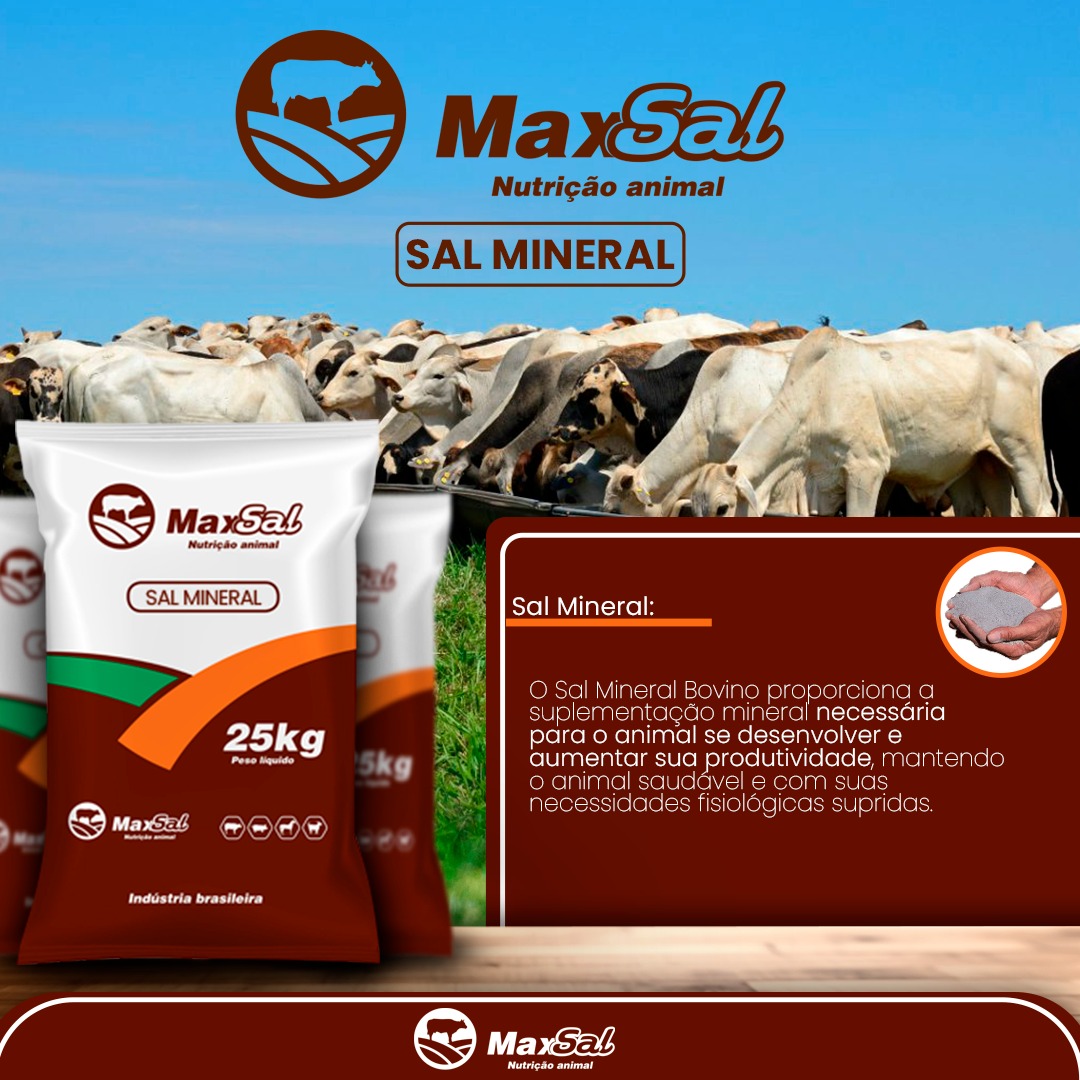 MaxSal
Nutrição animal
SAL MINERAL
MaxSal
Nutrição animal
SAL MINERAL
25kg
Peso líquido
MaxSal
Nutrição animal
Indústria brasileira
5kg
Sal Mineral:
O Sal Mineral Bovino proporciona a
suplementação mineral necessária
para o animal se desenvolver e
aumentar sua produtividade, mantendo
o animal saudável e com suas
necessidades fisiológicas supridas.
MaxSal
Nutrição animal